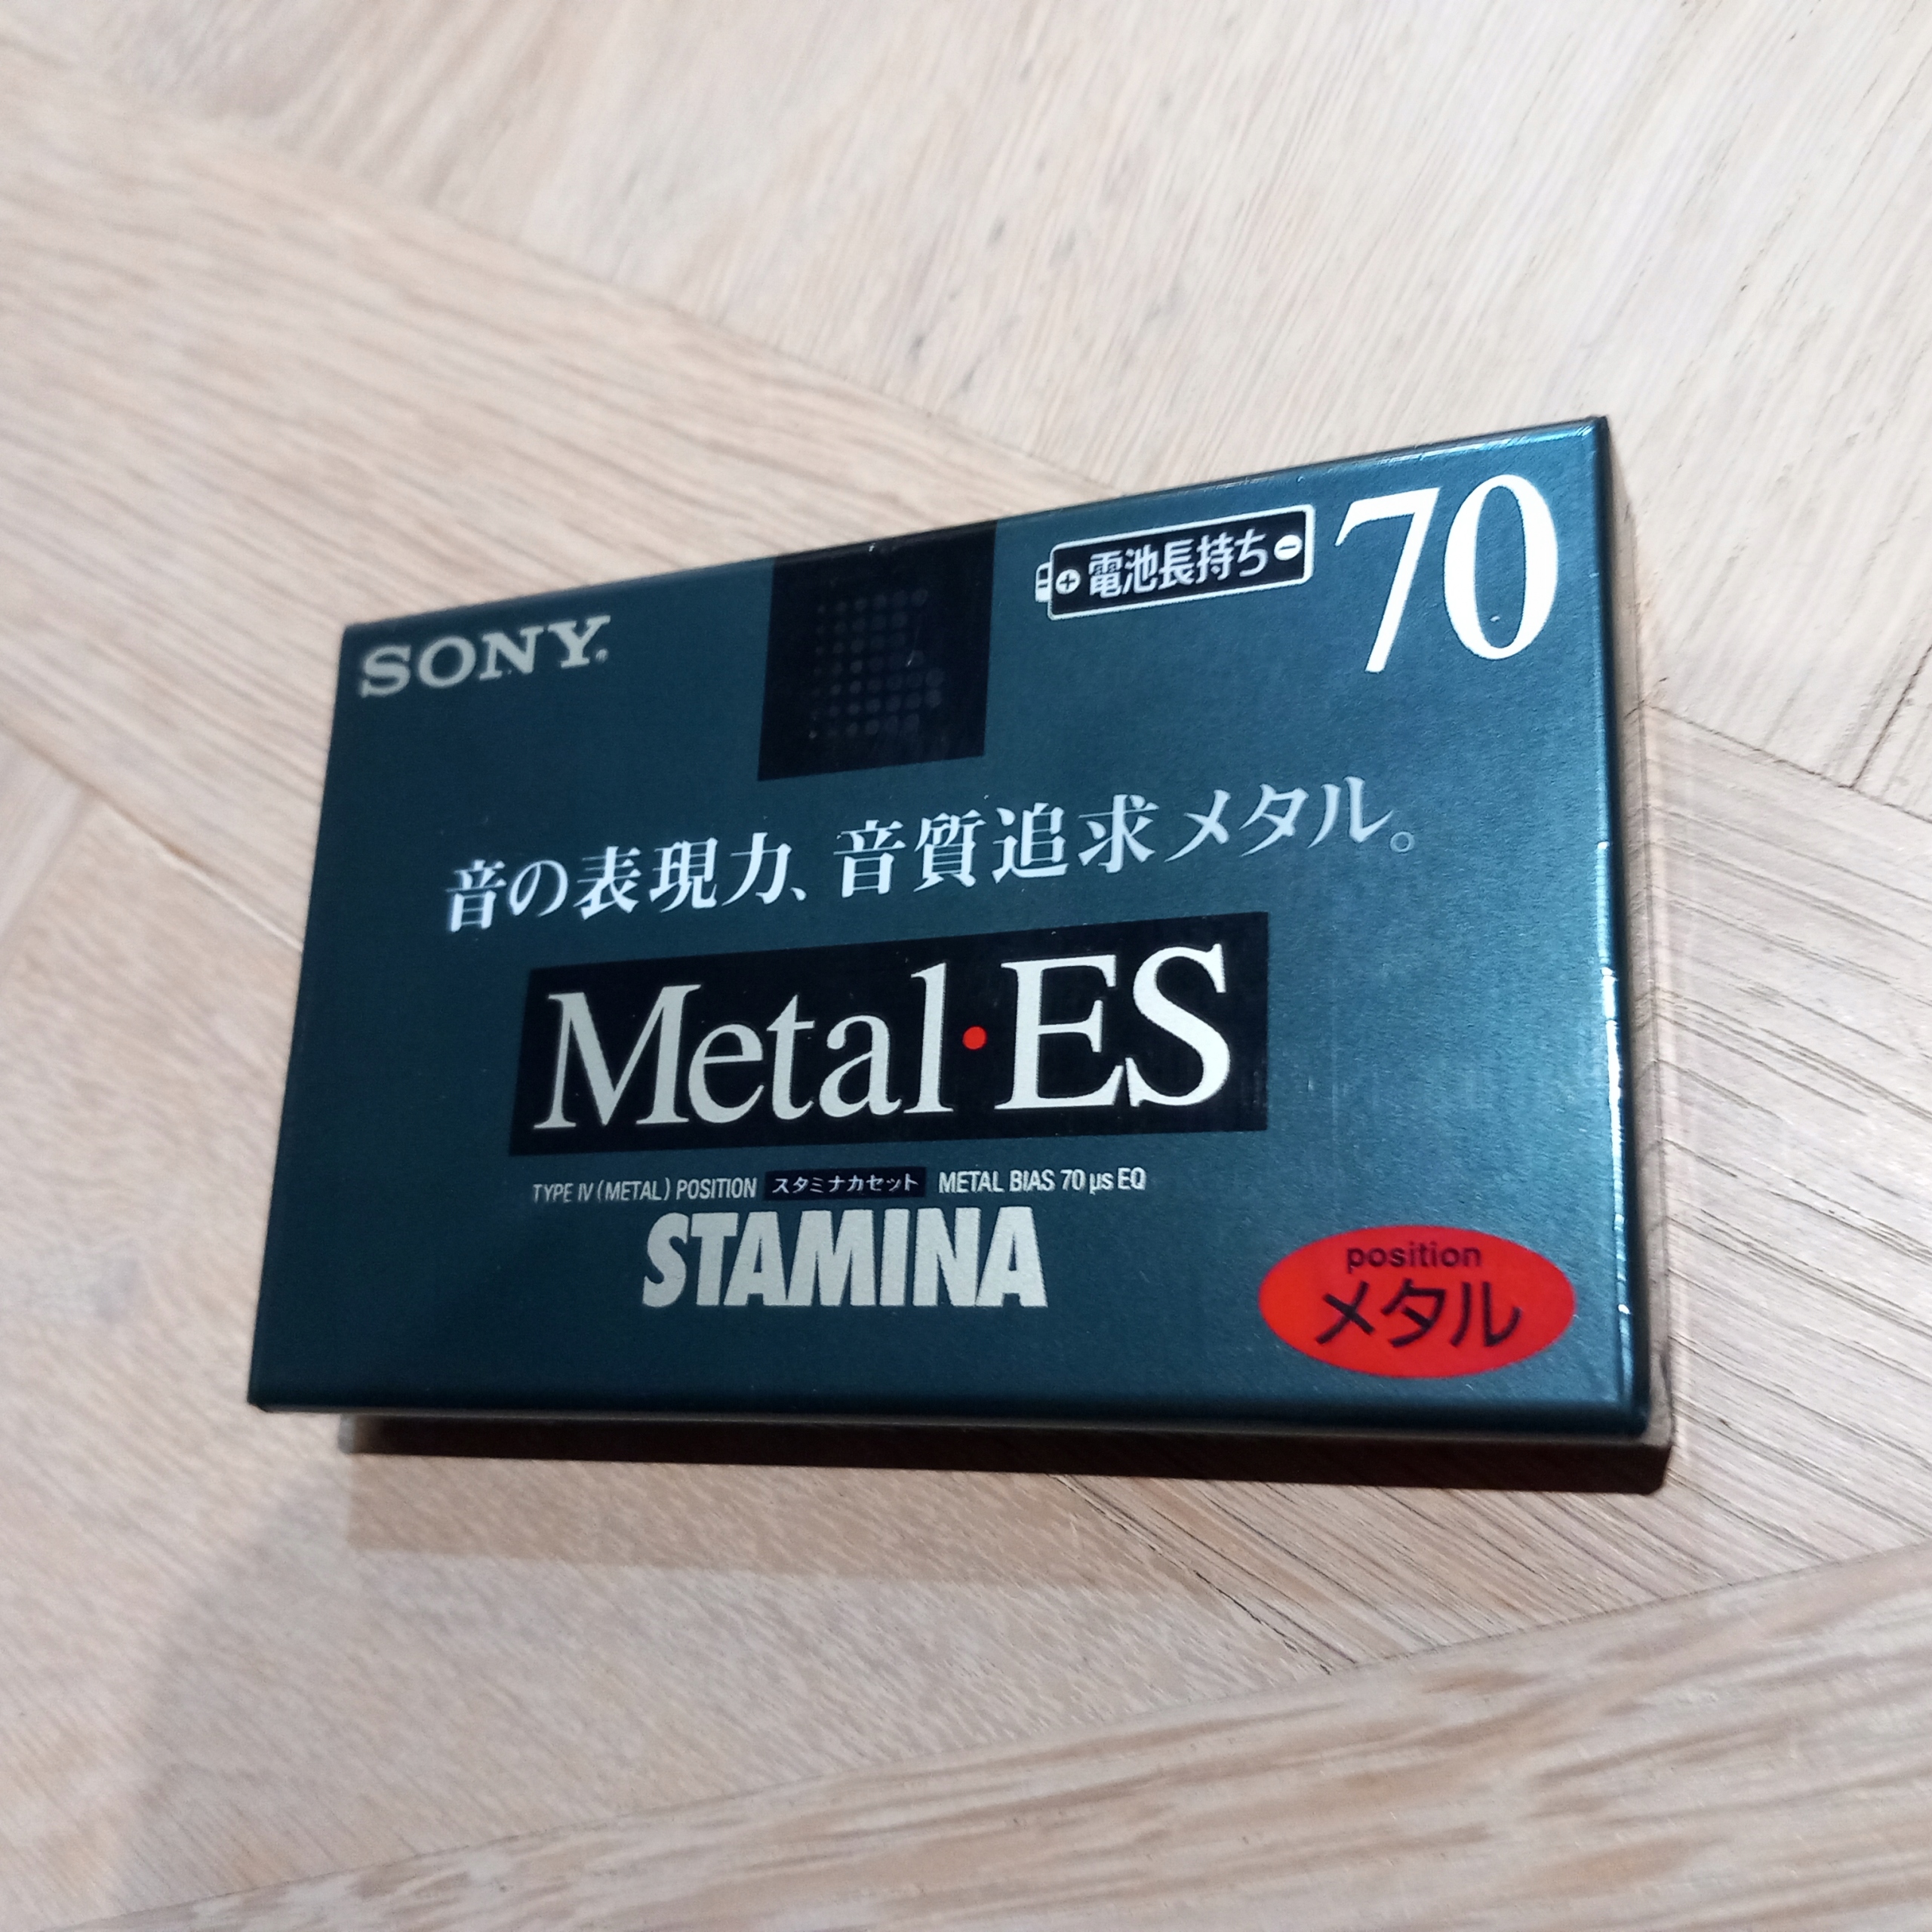 SONY
+ 電池長持ち −
70
音の表現力、音質追求メタル。
Metal·ES
TYPE IV (METAL) POSITION スタミナカセット METAL BIAS 70 μs EQ
STAMINA
position
メタル